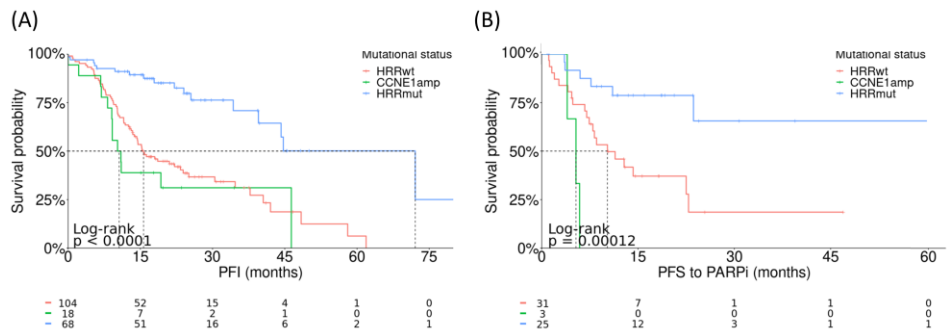 (A)
(B)
Mutational status
HRRwt
CCNE1amp
HRRmut
Survival probability
100%
75%
50%
25%
0%
Log-rank
p < 0.0001
0 15 30 45 60 75
PFI (months)
104 52 15 4 1 0
18 7 2 1 0 0
68 51 16 6 2 1
Mutational status
HRRwt
CCNE1amp
HRRmut
Survival probability
100%
75%
50%
25%
0%
Log-rank
p = 0.00012
0 15 30 45 60
PFS to PARPi (months)
31 7 1 1 0
3 0 0 0 0
25 12 3 1 1